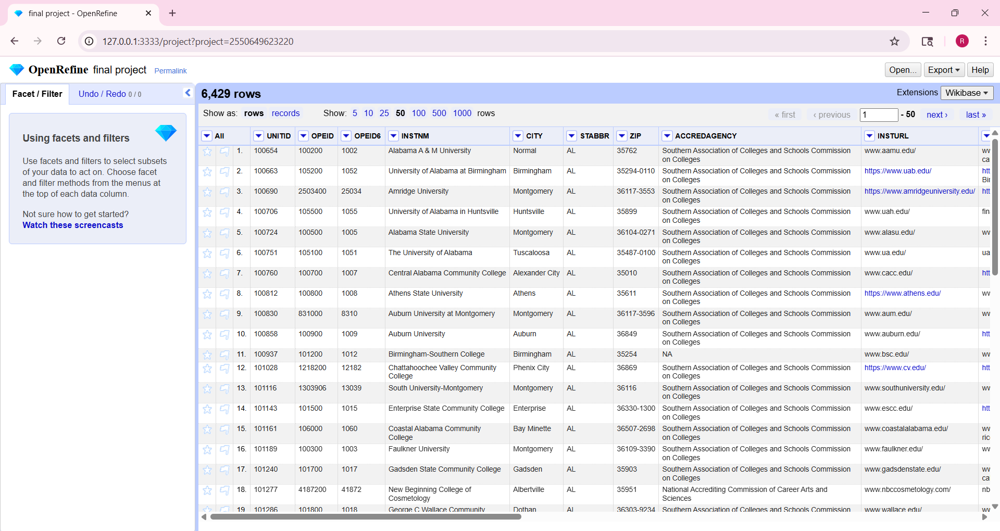 final project - OpenRefine
127.0.0.1:3333/project?project=2550649623220
R
OpenRefine final project Permalink
Open... Export Help
Facet / Filter Undo / Redo 0 / 0
6,429 rows
Extensions Wikibase
Show as: rows records Show: 5 10 25 50 100 500 1000 rows
« first ‹ previous 1 - 50 next › last »
Using facets and filters
Use facets and filters to select subsets
of your data to act on. Choose facet
and filter methods from the menus at
the top of each data column.
Not sure how to get started?
Watch these screencasts
All UNITID OPEID OPEID6 INSTNM CITY STABBR ZIP ACCREDAGENCY INSTURL
1. 100654 100200 1002 Alabama A & M University Normal AL 35762 Southern Association of Colleges and Schools Commission www.aamu.edu/
on Colleges
2. 100663 105200 1052 University of Alabama at Birmingham Birmingham AL 35294-0110 Southern Association of Colleges and Schools Commission https://www.uab.edu/ htt
on Colleges
3. 100690 2503400 25034 Amridge University Montgomery AL 36117-3553 Southern Association of Colleges and Schools Commission https://www.amridgeuniversity.edu/ htt
on Colleges
4. 100706 105500 1055 University of Alabama in Huntsville Huntsville AL 35899 Southern Association of Colleges and Schools Commission www.uah.edu/ fin
on Colleges
5. 100724 100500 1005 Alabama State University Montgomery AL 36104-0271 Southern Association of Colleges and Schools Commission www.alasu.edu/
on Colleges
6. 100751 105100 1051 The University of Alabama Tuscaloosa AL 35487-0100 Southern Association of Colleges and Schools Commission www.ua.edu/ ua
on Colleges
7. 100760 100700 1007 Central Alabama Community College Alexander City AL 35010 Southern Association of Colleges and Schools Commission www.cacc.edu/ htt
on Colleges
8. 100812 100800 1008 Athens State University Athens AL 35611 Southern Association of Colleges and Schools Commission https://www.athens.edu/
on Colleges
9. 100830 831000 8310 Auburn University at Montgomery Montgomery AL 36117-3596 Southern Association of Colleges and Schools Commission www.aum.edu/
on Colleges
10. 100858 100900 1009 Auburn University Auburn AL 36849 Southern Association of Colleges and Schools Commission www.auburn.edu/ htt
on Colleges
11. 100937 101200 1012 Birmingham-Southern College Birmingham AL 35254 NA www.bsc.edu/
12. 101028 1218200 12182 Chattahoochee Valley Community Phenix City AL 36869 Southern Association of Colleges and Schools Commission https://www.cv.edu/ htt
College on Colleges
13. 101116 1303906 13039 South University-Montgomery Montgomery AL 36116 Southern Association of Colleges and Schools Commission www.southuniversity.edu/
on Colleges
14. 101143 101500 1015 Enterprise State Community College Enterprise AL 36330-1300 Southern Association of Colleges and Schools Commission www.escc.edu/ htt
on Colleges
15. 101161 106000 1060 Coastal Alabama Community Bay Minette AL 36507-2698 Southern Association of Colleges and Schools Commission www.coastalalabama.edu/
College on Colleges ric
16. 101189 100300 1003 Faulkner University Montgomery AL 36109-3390 Southern Association of Colleges and Schools Commission www.faulkner.edu/
on Colleges
17. 101240 101700 1017 Gadsden State Community College Gadsden AL 35903 Southern Association of Colleges and Schools Commission www.gadsdenstate.edu/
on Colleges ca
18. 101277 4187200 41872 New Beginning College of Albertville AL 35951 National Accrediting Commission of Career Arts and www.nbccosmetology.com/ nb
Cosmetology Sciences
19. 101286 101800 1018 George C Wallace Community Dothan AL 36303-9234 Southern Association of Colleges and Schools Commission www.wallace.edu/